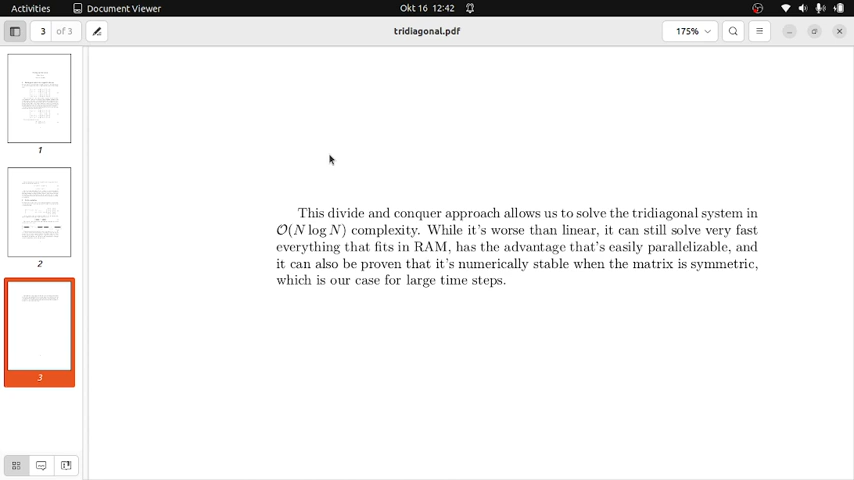 Activities
Document Viewer
Okt 16 12:42
3 of 3
tridiagonal.pdf
175%
1
2
3
This divide and conquer approach allows us to solve the tridiagonal system in
𝒪(N log N) complexity. While it's worse than linear, it can still solve very fast
everything that fits in RAM, has the advantage that's easily parallelizable, and
it can also be proven that it's numerically stable when the matrix is symmetric,
which is our case for large time steps.